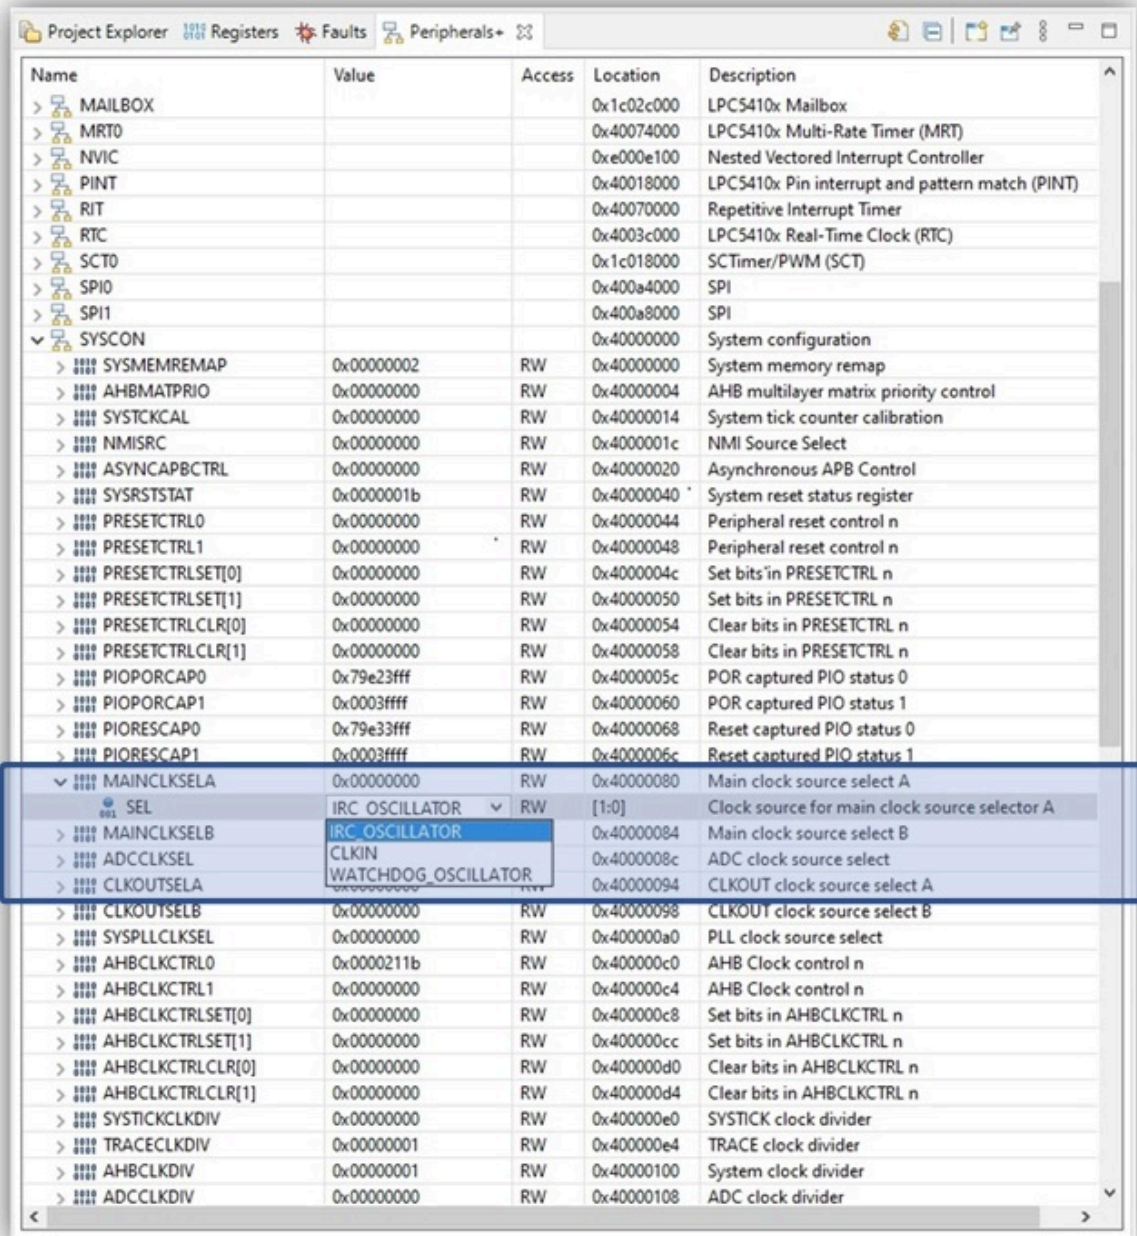 Project Explorer Registers Faults Peripherals+
Name Value Access Location Description
MAILBOX 0x1c02c000 LPC5410x Mailbox
MRT0 0x40074000 LPC5410x Multi-Rate Timer (MRT)
NVIC 0xe000e100 Nested Vectored Interrupt Controller
PINT 0x40018000 LPC5410x Pin interrupt and pattern match (PINT)
RIT 0x40070000 Repetitive Interrupt Timer
RTC 0x4003c000 LPC5410x Real-Time Clock (RTC)
SCT0 0x1c018000 SCTimer/PWM (SCT)
SPI0 0x400a4000 SPI
SPI1 0x400a8000 SPI
SYSCON 0x40000000 System configuration
SYSMEMREMAP 0x00000002 RW 0x40000000 System memory remap
AHBMATPRIO 0x00000000 RW 0x40000004 AHB multilayer matrix priority control
SYSTCKCAL 0x00000000 RW 0x40000014 System tick counter calibration
NMISRC 0x00000000 RW 0x4000001c NMI Source Select
ASYNCAPBCTRL 0x00000000 RW 0x40000020 Asynchronous APB Control
SYSRSTSTAT 0x0000001b RW 0x40000040 System reset status register
PRESETCTRL0 0x00000000 RW 0x40000044 Peripheral reset control n
PRESETCTRL1 0x00000000 RW 0x40000048 Peripheral reset control n
PRESETCTRLSET[0] 0x00000000 RW 0x4000004c Set bits in PRESETCTRL n
PRESETCTRLSET[1] 0x00000000 RW 0x40000050 Set bits in PRESETCTRL n
PRESETCTRLCLR[0] 0x00000000 RW 0x40000054 Clear bits in PRESETCTRL n
PRESETCTRLCLR[1] 0x00000000 RW 0x40000058 Clear bits in PRESETCTRL n
PIOPORCAP0 0x79e23fff RW 0x4000005c POR captured PIO status 0
PIOPORCAP1 0x0003ffff RW 0x40000060 POR captured PIO status 1
PIORESCAP0 0x79e33fff RW 0x40000068 Reset captured PIO status 0
PIORESCAP1 0x0003ffff RW 0x4000006c Reset captured PIO status 1
MAINCLKSELA 0x00000000 RW 0x40000080 Main clock source select A
SEL IRC_OSCILLATOR RW [1:0] Clock source for main clock source selector A
MAINCLKSELB IRC_OSCILLATOR 0x40000084 Main clock source select B
ADCCLKSEL CLKIN 0x4000008c ADC clock source select
CLKOUTSELA WATCHDOG_OSCILLATOR 0x40000094 CLKOUT clock source select A
CLKOUTSELB 0x00000000 RW 0x40000098 CLKOUT clock source select B
SYSPLLCLKSEL 0x00000000 RW 0x400000a0 PLL clock source select
AHBCLKCTRL0 0x0000211b RW 0x400000c0 AHB Clock control n
AHBCLKCTRL1 0x00000000 RW 0x400000c4 AHB Clock control n
AHBCLKCTRLSET[0] 0x00000000 RW 0x400000c8 Set bits in AHBCLKCTRL n
AHBCLKCTRLSET[1] 0x00000000 RW 0x400000cc Set bits in AHBCLKCTRL n
AHBCLKCTRLCLR[0] 0x00000000 RW 0x400000d0 Clear bits in AHBCLKCTRL n
AHBCLKCTRLCLR[1] 0x00000000 RW 0x400000d4 Clear bits in AHBCLKCTRL n
SYSTICKCLKDIV 0x00000000 RW 0x400000e0 SYSTICK clock divider
TRACECLKDIV 0x00000001 RW 0x400000e4 TRACE clock divider
AHBCLKDIV 0x00000001 RW 0x40000100 System clock divider
ADCCLKDIV 0x00000000 RW 0x40000108 ADC clock divider